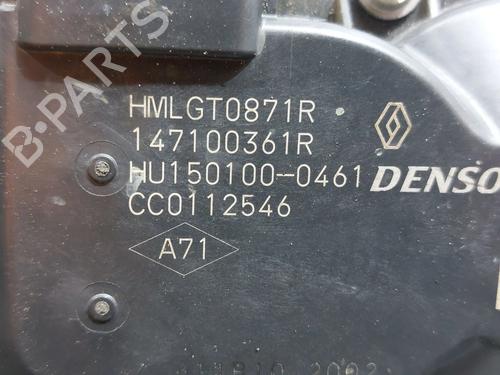 B-PARTS
HMLGT0871R
147100361R
HU150100-0461 DENSO
CC0112546
A71